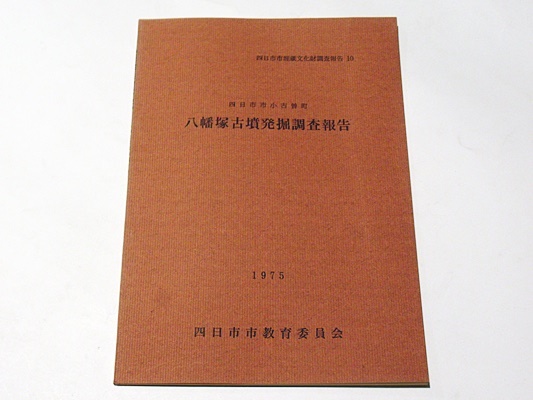 四日市市埋蔵文化財調査報告 10
四日市市小古曽町
八幡塚古墳発掘調査報告
1975
四日市市教育委員会